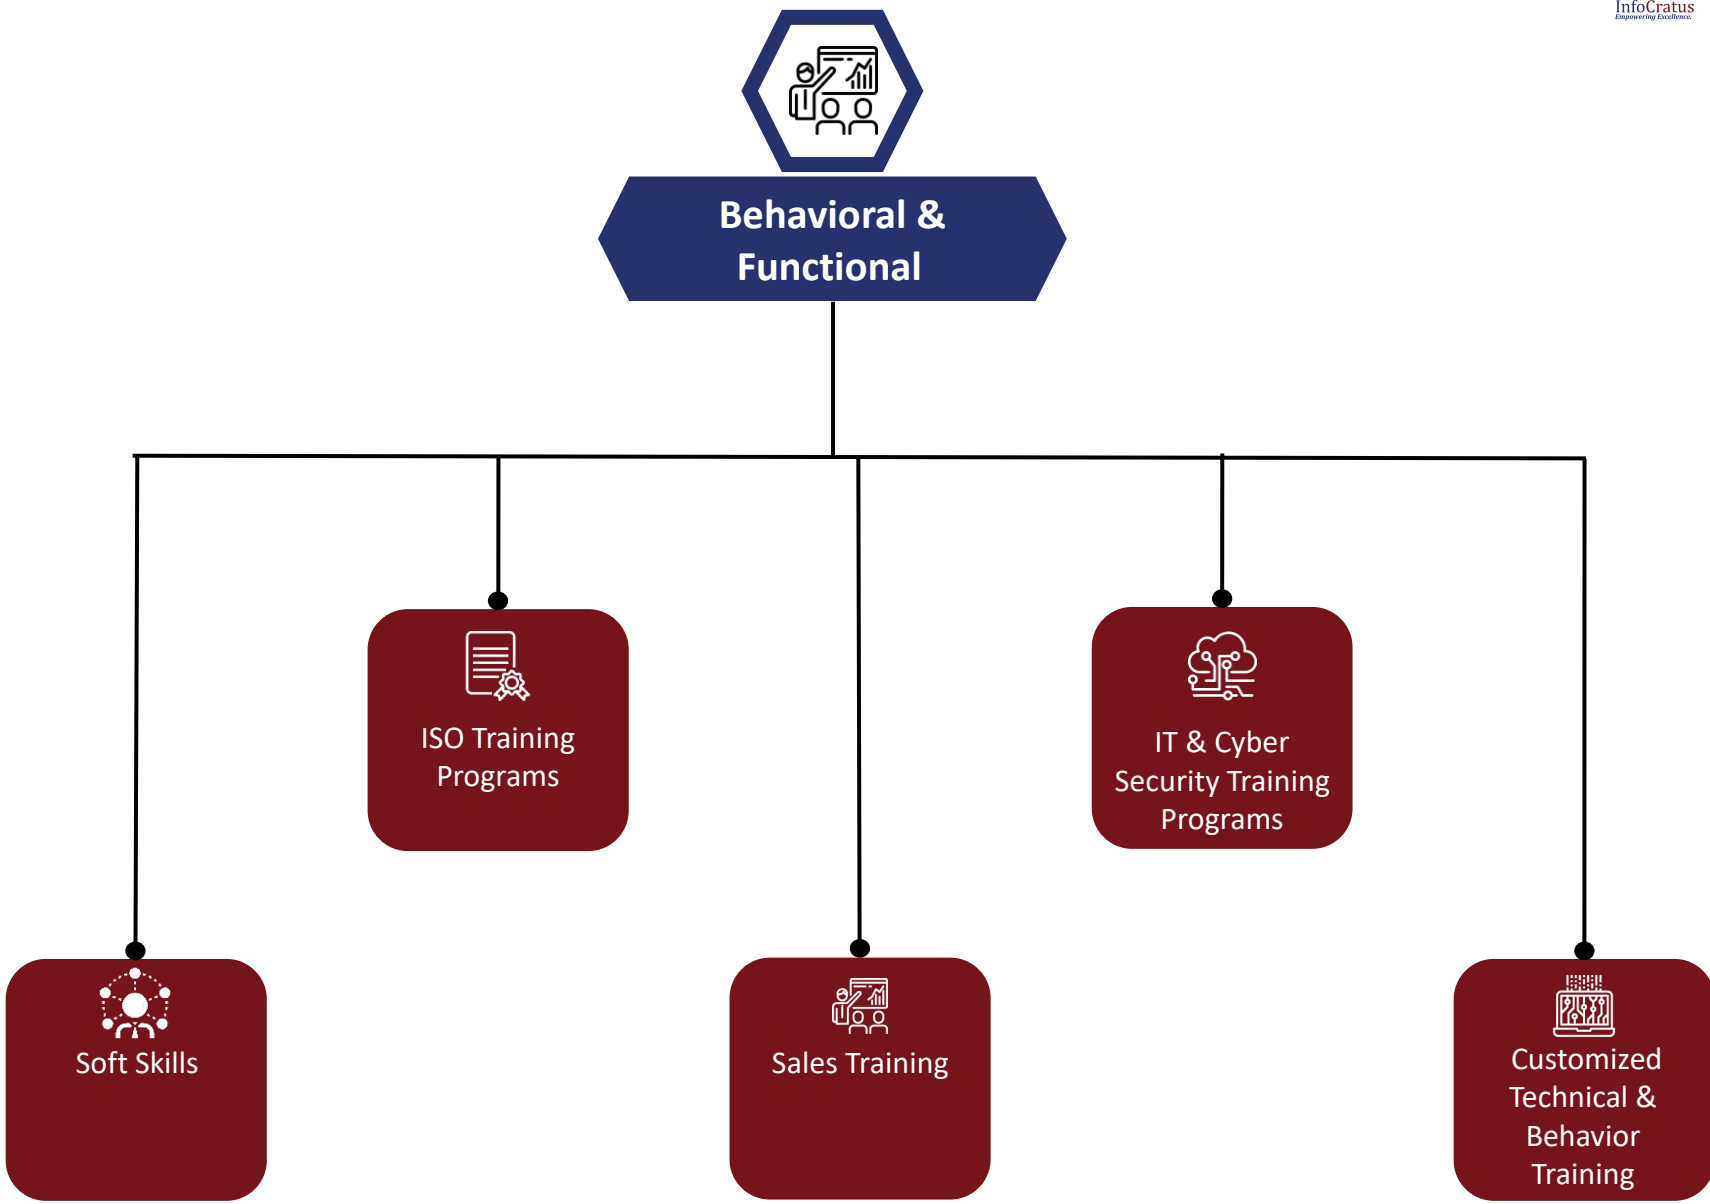 InfoCratus
Empowering Excellence.
Behavioral &
Functional
ISO Training
Programs
IT & Cyber
Security Training
Programs
Soft Skills
Sales Training
Customized
Technical &
Behavior
Training